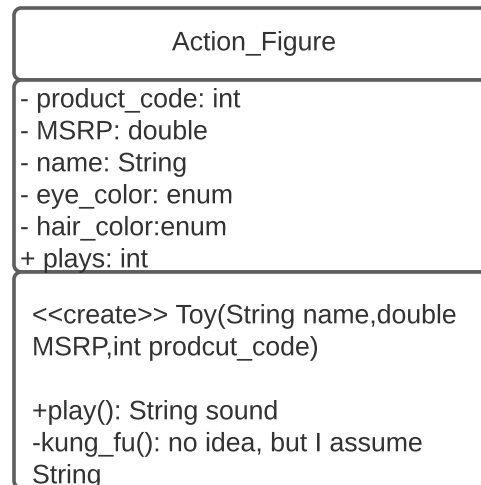 Action_Figure
- product_code: int
- MSRP: double
- name: String
- eye_color: enum
- hair_color:enum
+ plays: int
<<create>> Toy(String name,double
MSRP,int prodcut_code)
+play(): String sound
-kung_fu(): no idea, but I assume
String